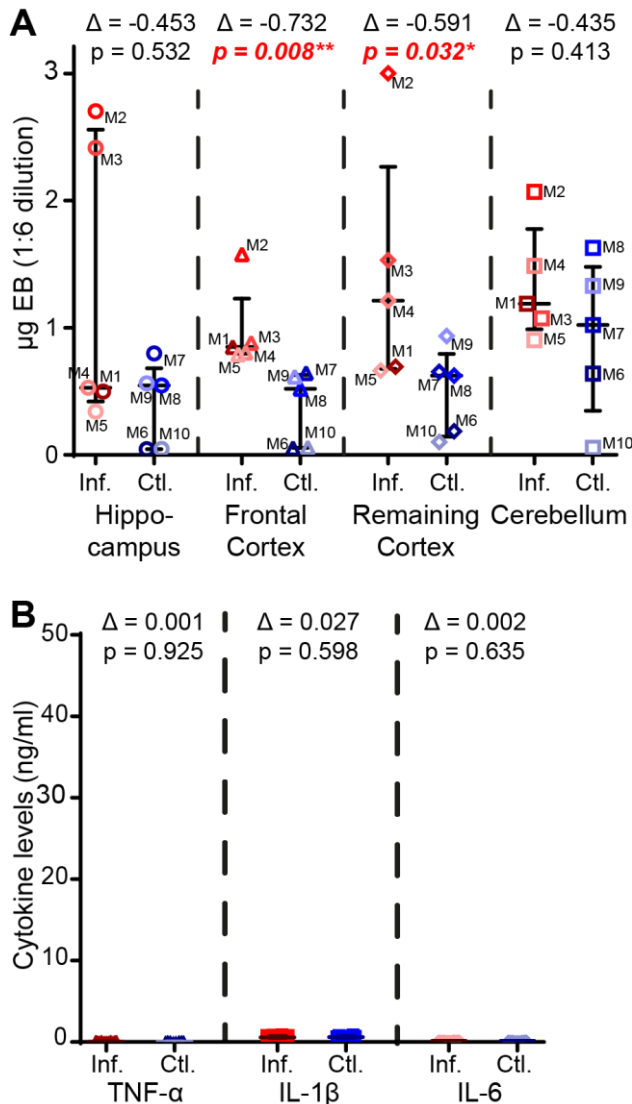 A
Δ = -0.453
p = 0.532
Δ = -0.732
p = 0.008**
Δ = -0.591
p = 0.032*
Δ = -0.435
p = 0.413
µg EB (1:6 dilution)
3
2
1
0
M2
M3
M4
M1
M5
M7
M9
M8
M6
M10
M2
M1
M3
M5
M4
M9
M7
M8
M6
M10
M2
M3
M4
M1
M5
M9
M7
M8
M6
M10
M2
M4
M1
M3
M5
M8
M9
M7
M6
M10
Inf. Ctl.
Hippo-
campus
Inf. Ctl.
Frontal
Cortex
Inf. Ctl.
Remaining
Cortex
Inf. Ctl.
Cerebellum
B
Δ = 0.001
p = 0.925
Δ = 0.027
p = 0.598
Δ = 0.002
p = 0.635
Cytokine levels (ng/ml)
50
40
30
20
10
0
Inf. Ctl.
TNF-α
Inf. Ctl.
IL-1β
Inf. Ctl.
IL-6